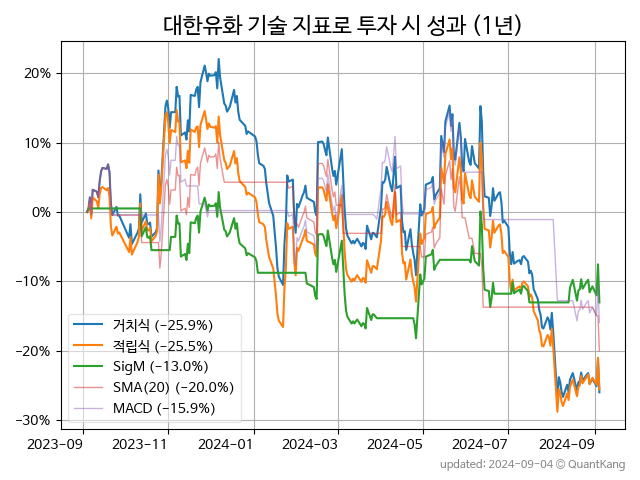 대한유화 기술 지표로 투자 시 성과 (1년)
20%
10%
0%
−10%
−20%
−30%
거치식 (−25.9%)
적립식 (−25.5%)
SigM (−13.0%)
SMA(20) (−20.0%)
MACD (−15.9%)
2023-09
2023-11
2024-01
2024-03
2024-05
2024-07
2024-09
updated: 2024-09-04 © QuantKang